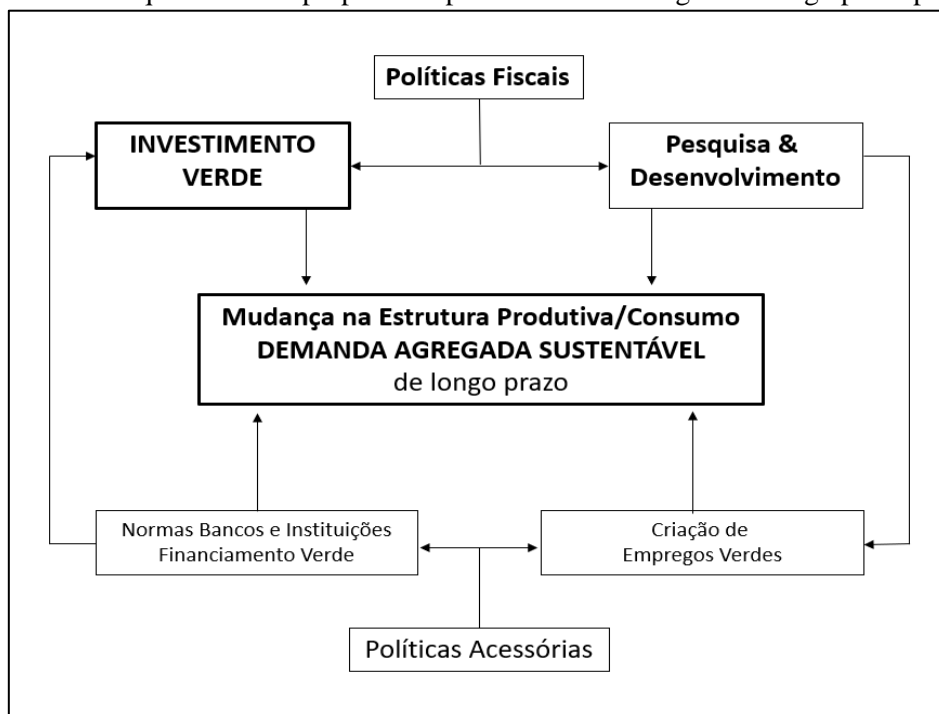 Políticas Fiscais
INVESTIMENTO
VERDE
Pesquisa &
Desenvolvimento
Mudança na Estrutura Produtiva/Consumo
DEMANDA AGREGADA SUSTENTÁVEL
de longo prazo
Normas Bancos e Instituições
Financiamento Verde
Criação de
Empregos Verdes
Políticas Acessórias